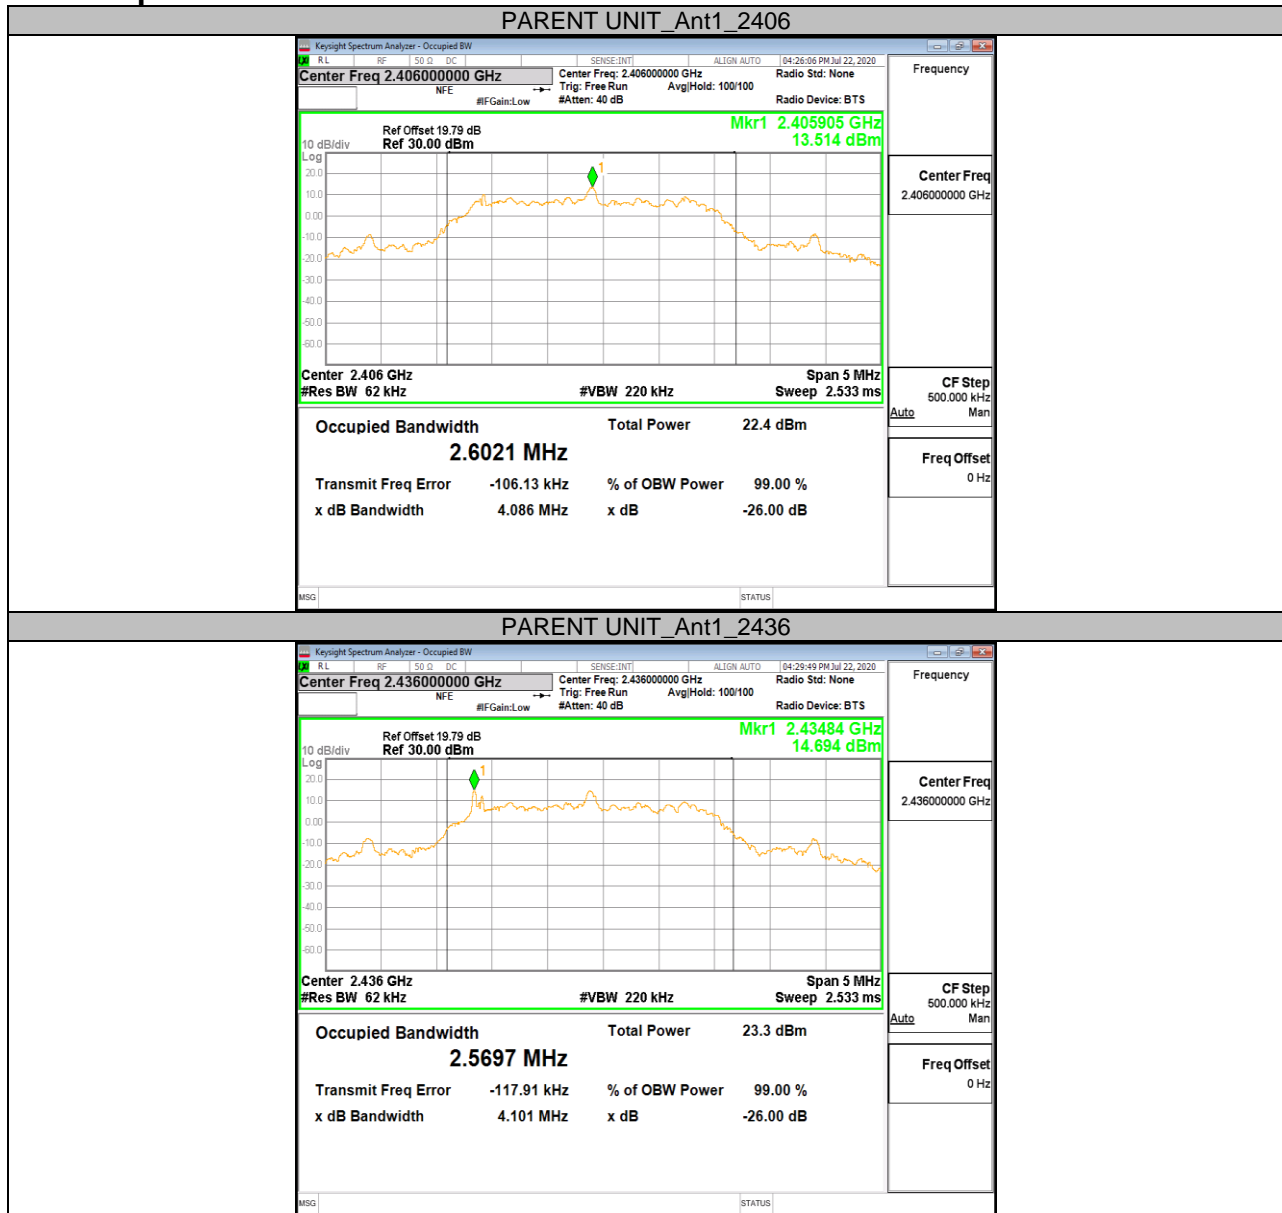 PARENT UNIT_Ant1_2406
Keysight Spectrum Analyzer - Occupied BW
RL RF 50 Ω DC SENSE:INT ALIGN AUTO 04:26:06 PM Jul 22, 2020
Center Freq 2.406000000 GHz Center Freq: 2.406000000 GHz Radio Std: None Frequency
NFE Trig: Free Run Avg|Hold: 100/100
#IFGain:Low #Atten: 40 dB Radio Device: BTS
Mkr1 2.405905 GHz
13.514 dBm
Ref Offset 19.79 dB
10 dB/div Ref 30.00 dBm
Log
20.0
10.0
0.00
-10.0
-20.0
-30.0
-40.0
-50.0
-60.0
Center Freq
2.406000000 GHz
Center 2.406 GHz Span 5 MHz
#Res BW 62 kHz #VBW 220 kHz Sweep 2.533 ms
CF Step
500.000 kHz
Auto Man
Occupied Bandwidth Total Power 22.4 dBm
2.6021 MHz
Freq Offset
0 Hz
Transmit Freq Error -106.13 kHz % of OBW Power 99.00 %
x dB Bandwidth 4.086 MHz x dB -26.00 dB
MSG STATUS
PARENT UNIT_Ant1_2436
Keysight Spectrum Analyzer - Occupied BW
RL RF 50 Ω DC SENSE:INT ALIGN AUTO 04:29:49 PM Jul 22, 2020
Center Freq 2.436000000 GHz Center Freq: 2.436000000 GHz Radio Std: None Frequency
NFE Trig: Free Run Avg|Hold: 100/100
#IFGain:Low #Atten: 40 dB Radio Device: BTS
Mkr1 2.43484 GHz
14.694 dBm
Ref Offset 19.79 dB
10 dB/div Ref 30.00 dBm
Log
20.0
10.0
0.00
-10.0
-20.0
-30.0
-40.0
-50.0
-60.0
Center Freq
2.436000000 GHz
Center 2.436 GHz Span 5 MHz
#Res BW 62 kHz #VBW 220 kHz Sweep 2.533 ms
CF Step
500.000 kHz
Auto Man
Occupied Bandwidth Total Power 23.3 dBm
2.5697 MHz
Freq Offset
0 Hz
Transmit Freq Error -117.91 kHz % of OBW Power 99.00 %
x dB Bandwidth 4.101 MHz x dB -26.00 dB
MSG STATUS